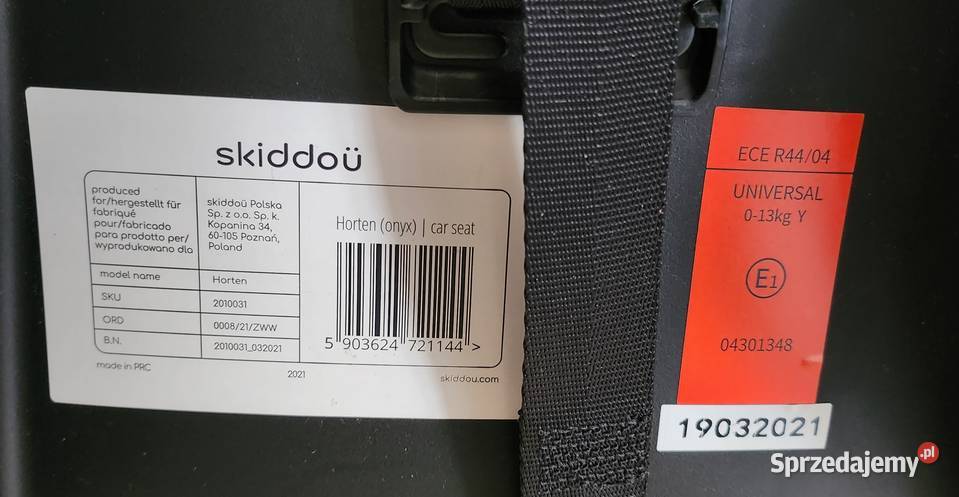 skiddoü
produced
for/hergestellt für
fabriqué
pour/fabricado
para prodotto per/
wyprodukowano dla
skiddoü Polska
Sp. z o.o. Sp. k.
Kopanina 34,
60-105 Poznań,
Poland
model name
Horten
SKU
2010031
ORD
0008/21/ZWW
B.N.
2010031_032021
Horten (onyx) | car seat
5 903624 721144 >
made in PRC
2021
skiddou.com
ECE R44/04
UNIVERSAL
0-13kg Y
E1
04301348
19032021
Sprzedajemy.pl